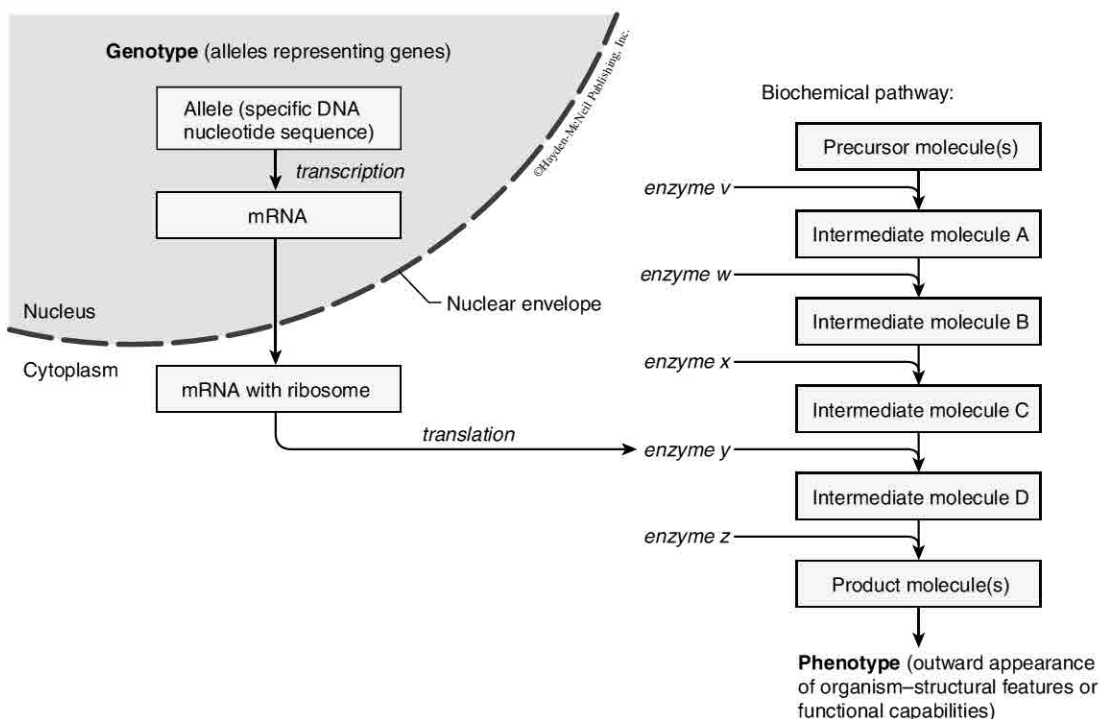 Genotype (alleles representing genes)
Allele (specific DNA
nucleotide sequence)
transcription
mRNA
©Hayden-McNeil Publishing, Inc.
Nuclear envelope
Nucleus
Cytoplasm
mRNA with ribosome
translation
Biochemical pathway:
Precursor molecule(s)
enzyme v
Intermediate molecule A
enzyme w
Intermediate molecule B
enzyme x
Intermediate molecule C
enzyme y
Intermediate molecule D
enzyme z
Product molecule(s)
Phenotype (outward appearance
of organism–structural features or
functional capabilities)